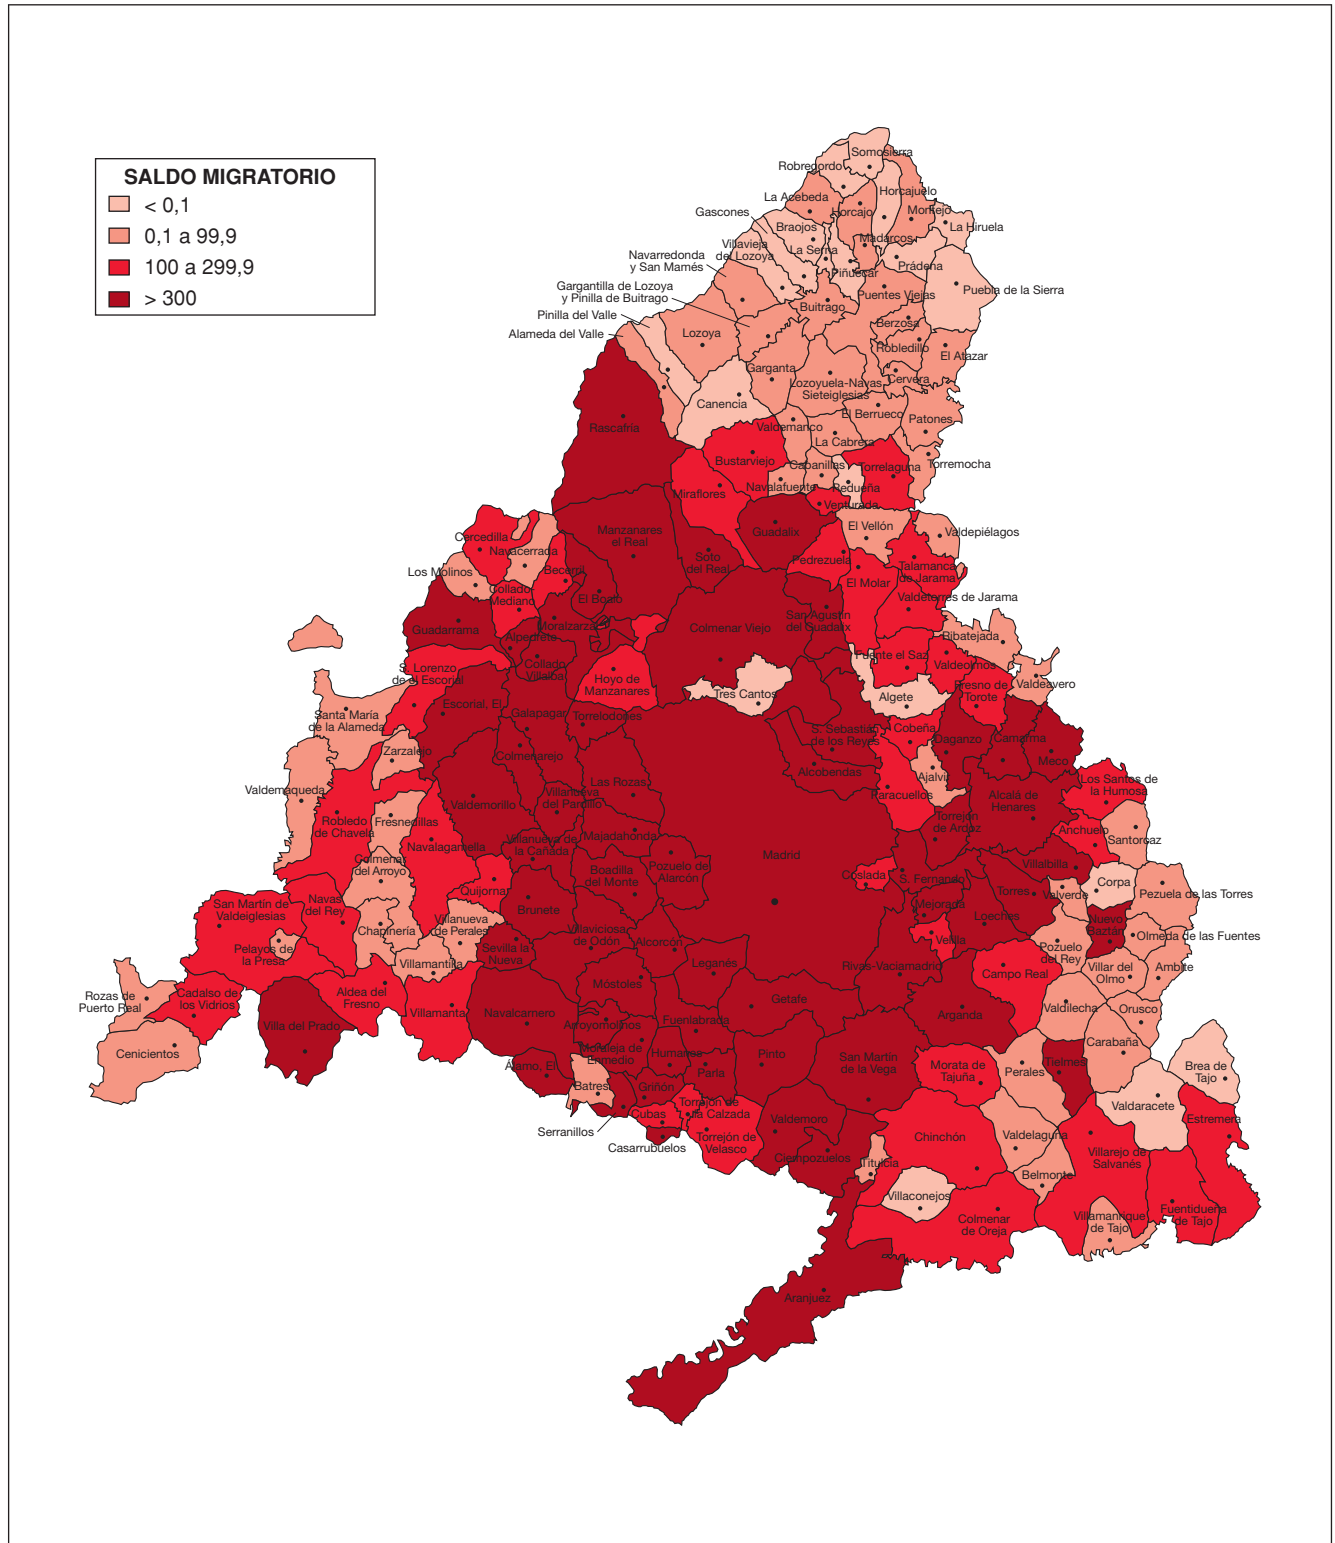 SALDO MIGRATORIO
< 0,1
0,1 a 99,9
100 a 299,9
> 300
Somosierra
Robregordo
Horcajuelo
La Acebeda
Horcajo
Montejo
Gascones
Braojos
La Hiruela
Madarcos
Villavieja
del Lozoya
La Serna
Prádena
Navarredonda
y San Mamés
Piñuécar
Puebla de la Sierra
Gargantilla de Lozoya
y Pinilla de Buitrago
Puentes Viejas
Buitrago
Pinilla del Valle
Berzosa
Alameda del Valle
Lozoya
Robledillo
El Atazar
Garganta
Cervera
Lozoyuela-Navas
Sieteiglesias
Canencia
El Berrueco
Patones
Rascafría
Valdemanco
La Cabrera
Bustarviejo
Cabanillas
Torrelaguna
Torremocha
Navalafuente
Redueña
Miraflores
Venturada
Guadalix
El Vellón
Valdepiélagos
Manzanares
el Real
Cercedilla
Navacerrada
Soto
del Real
Pedrezuela
Talamanca
de Jarama
Los Molinos
Becerril
El Molar
Collado-
Mediano
El Boalo
Valdetorres de Jarama
San Agustín
del Guadalix
Guadarrama
Moralzarzal
Colmenar Viejo
Ribatejada
Alpedrete
Fuente el Saz
Valdeolmos
S. Lorenzo
de el Escorial
Collado
Villalba
Hoyo de
Manzanares
Valdeavero
Tres Cantos
Algete
Fresno de
Torote
Escorial, El
Galapagar
Torrelodones
Santa María
de la Alameda
S. Sebastián
de los Reyes
Cobeña
Daganzo
Camarma
Zarzalejo
Colmenarejo
Meco
Alcobendas
Ajalvir
Las Rozas
Los Santos de
la Humosa
Valdemaqueda
Villanueva
del Pardillo
Paracuellos
Alcalá de
Henares
Valdemorillo
Robledo
de Chavela
Fresnedillas
Torrejón
de Ardoz
Anchuelo
Santorcaz
Navalagamella
Villanueva de
la Cañada
Majadahonda
Madrid
Colmenar
del Arroyo
Boadilla
del Monte
Pozuelo de
Alarcón
Villalbilla
Coslada
S. Fernando
Corpa
Quijorna
Torres
Valverde
Pezuela de las Torres
San Martín de
Valdeiglesias
Navas
del Rey
Brunete
Mejorada
Loeches
Nuevo
Baztán
Villanueva
de Perales
Chapinería
Villaviciosa
de Odón
Velilla
Olmeda de las Fuentes
Pelayos de
la Presa
Sevilla la
Nueva
Alcorcón
Pozuelo
del Rey
Villamantilla
Leganés
Rivas-Vaciamadrid
Campo Real
Villar del
Olmo
Ambite
Rozas de
Puerto Real
Cadalso de
los Vidrios
Aldea del
Fresno
Móstoles
Getafe
Valdilecha
Orusco
Villamanta
Navalcarnero
Arganda
Villa del Prado
Arroyomolinos
Fuenlabrada
Carabaña
Cenicientos
Moraleja de
Enmedio
Humanes
Pinto
San Martín
de la Vega
Morata de
Tajuña
Perales
Tielmes
Brea de
Tajo
Álamo, El
Parla
Batres
Griñón
Valdaracete
Torrejón de
la Calzada
Cubas
Valdemoro
Estremera
Serranillos
Casarrubuelos
Torrejón de
Velasco
Chinchón
Valdelaguna
Villarejo de
Salvanés
Ciempozuelos
Titulcia
Belmonte
Villaconejos
Colmenar
de Oreja
Villamanrique
de Tajo
Fuentidueña
de Tajo
Aranjuez